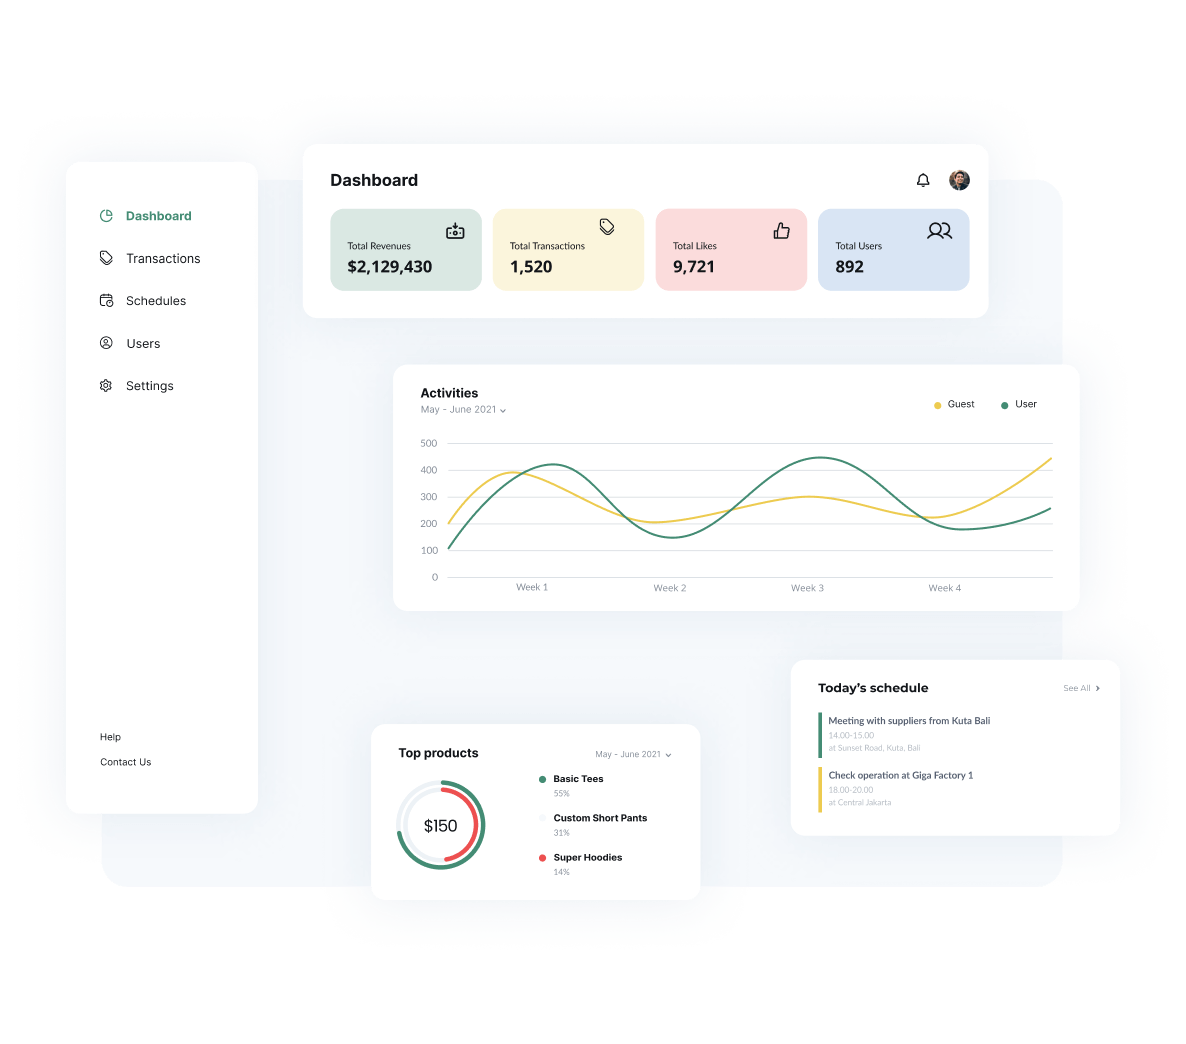 Dashboard
Transactions
Schedules
Users
Settings
Help
Contact Us
Dashboard
Total Revenues
$2,129,430
Total Transactions
1,520
Total Likes
9,721
Total Users
892
Activities
May - June 2021
Guest
User
500
400
300
200
100
0
Week 1
Week 2
Week 3
Week 4
Top products
May - June 2021
$150
Basic Tees
55%
Custom Short Pants
31%
Super Hoodies
14%
Today’s schedule
See All
Meeting with suppliers from Kuta Bali
14.00-15.00
at Sunset Road, Kuta, Bali
Check operation at Giga Factory 1
18.00-20.00
at Central Jakarta